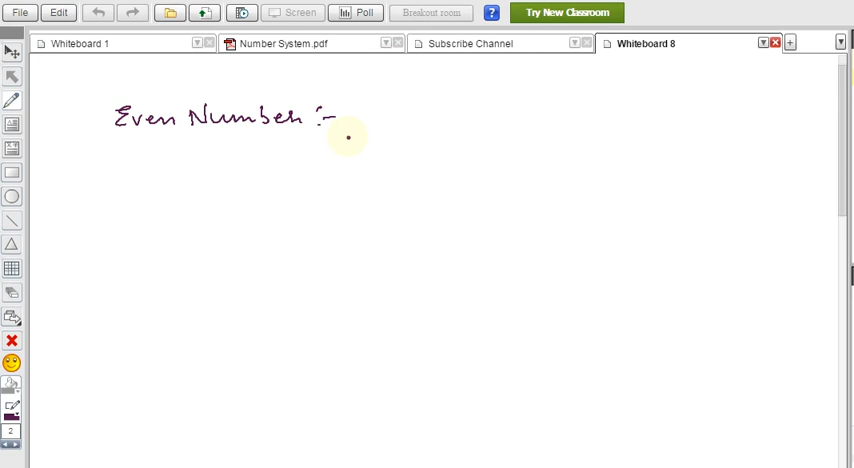 File Edit Screen Poll Breakout room ? Try New Classroom
Whiteboard 1 Number System.pdf Subscribe Channel Whiteboard 8
Even Number :-
2